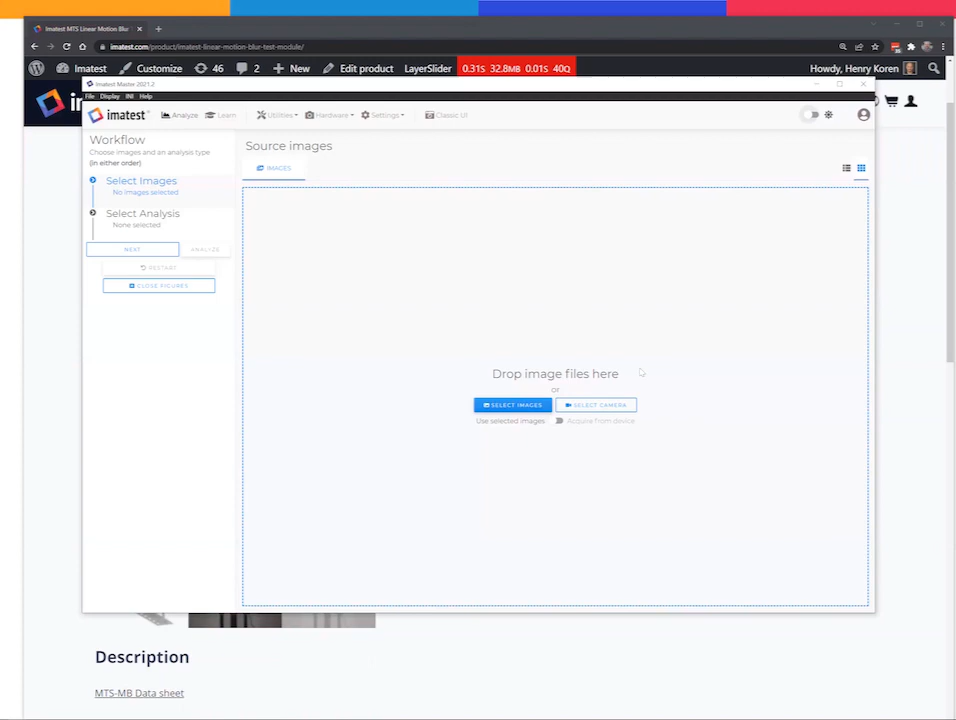 Imatest MTS Linear Motion Blur
imatest.com/product/imatest-linear-motion-blur-test-module/
Imatest Customize 46 2 New Edit product LayerSlider 0.31S 32.8MB 0.01S 40Q Howdy, Henry Koren
Imatest Master 2021.2
File Display INI Help
imatest Analyze Learn Utilities Hardware Settings Classic UI
Workflow
Choose images and an analysis type
(in either order)
Select Images
No images selected
Select Analysis
None selected
NEXT ANALYZE
RESTART
CLOSE FIGURES
Source images
IMAGES
Drop image files here
or
SELECT IMAGES SELECT CAMERA
Use selected images Acquire from device
Description
MTS-MB Data sheet